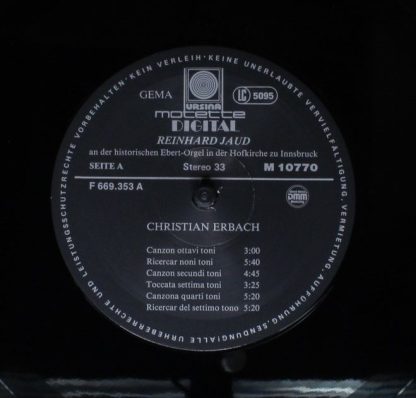 ALLE URHEBERRECHTE UND LEISTUNGSSCHUTZRECHTE VORBEHALTEN·KEIN VERLEIH·KEINE UNERLAUBTE VERVIELFÄLTIGUNG, VERMIETUNG, AUFFÜHRUNG, SENDUNG!
GEMA
LC 5095
URSINA
motette
DIGITAL
REINHARD JAUD
an der historischen Ebert-Orgel in der Hofkirche zu Innsbruck
SEITE A Stereo 33 M 10770
F 669.353 A
DMM
CHRISTIAN ERBACH
Canzon ottavi toni 3:00
Ricercar noni toni 5:40
Canzon secundi toni 4:45
Toccata settima toni 3:25
Canzona quarti toni 5:20
Ricercar del settimo tono 5:20